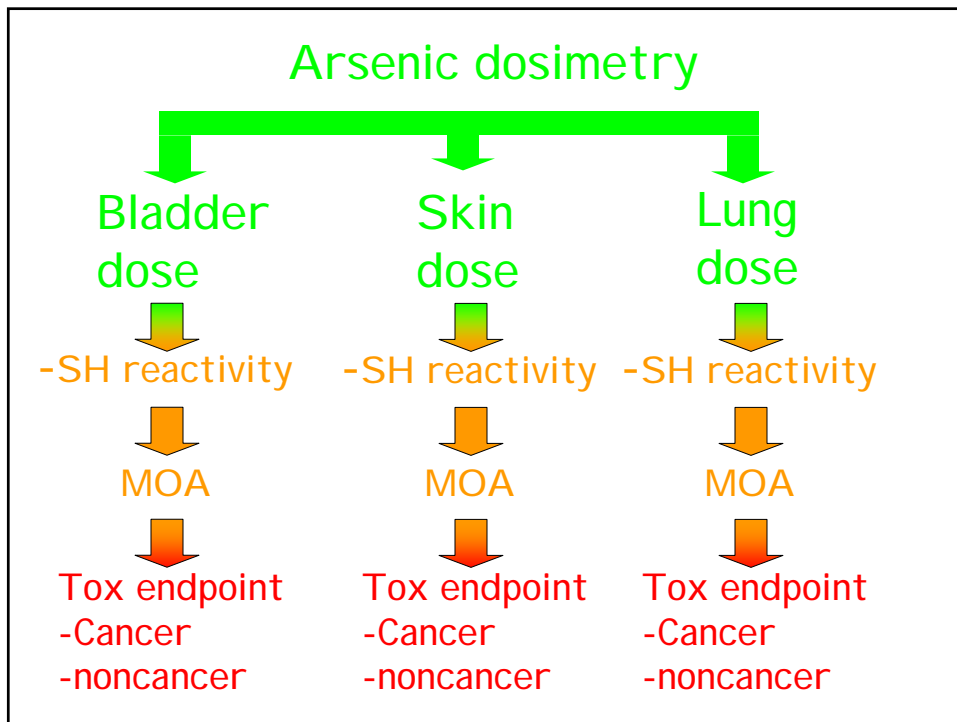 Arsenic dosimetry
Bladder
dose
Skin
dose
Lung
dose
-SH reactivity
-SH reactivity
-SH reactivity
MOA
MOA
MOA
Tox endpoint
-Cancer
-noncancer
Tox endpoint
-Cancer
-noncancer
Tox endpoint
-Cancer
-noncancer